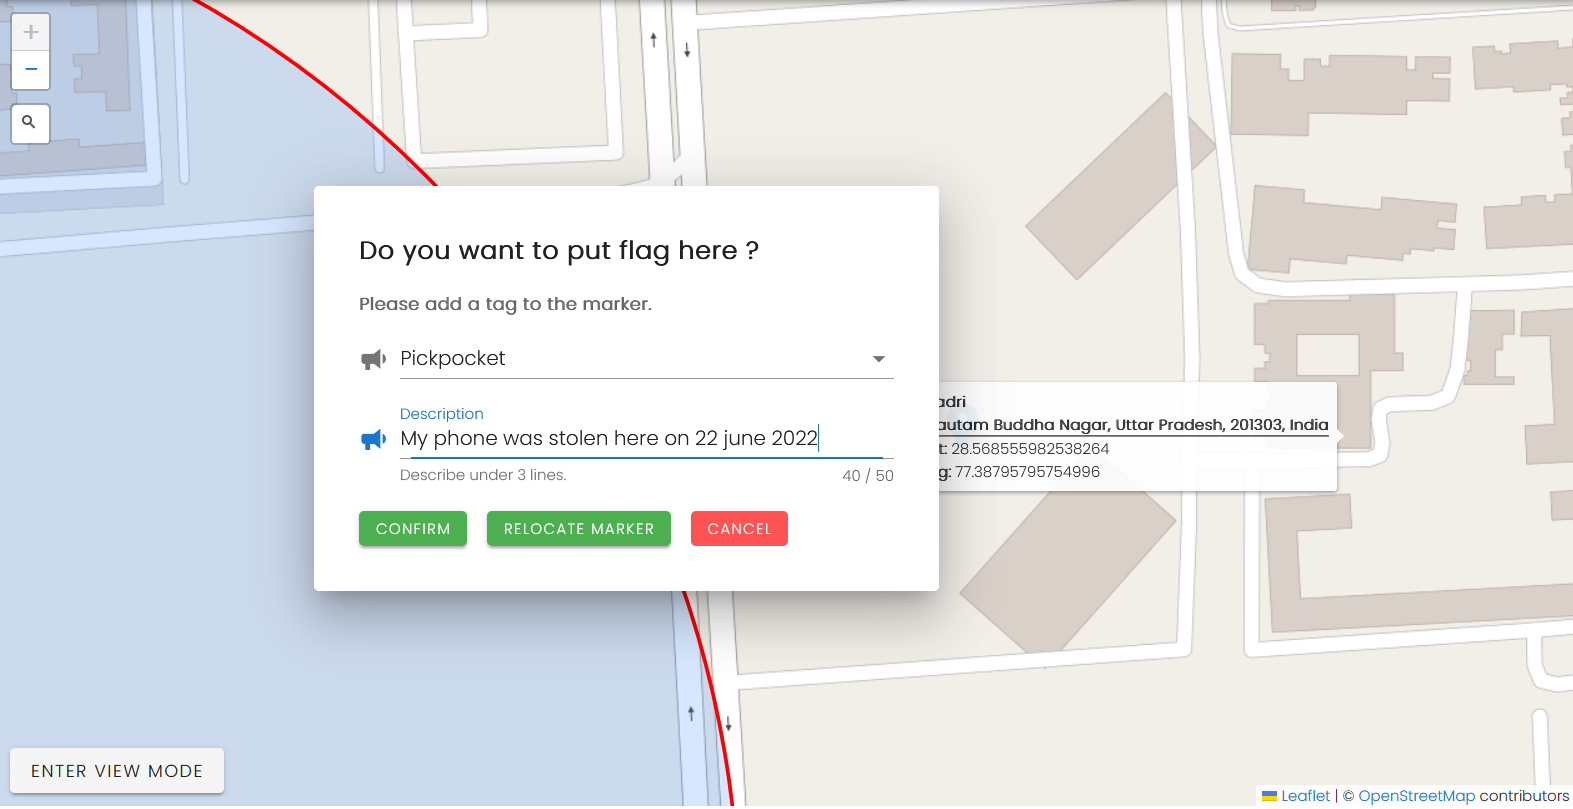 +
−
Do you want to put flag here ?
Please add a tag to the marker.
Pickpocket
Description
My phone was stolen here on 22 june 2022
Describe under 3 lines.
40 / 50
CONFIRM
RELOCATE MARKER
CANCEL
Buddha Nagar, Uttar Pradesh, 201303, India
28.568555982538264
77.38795795754996
ENTER VIEW MODE
Leaflet | © OpenStreetMap contributors